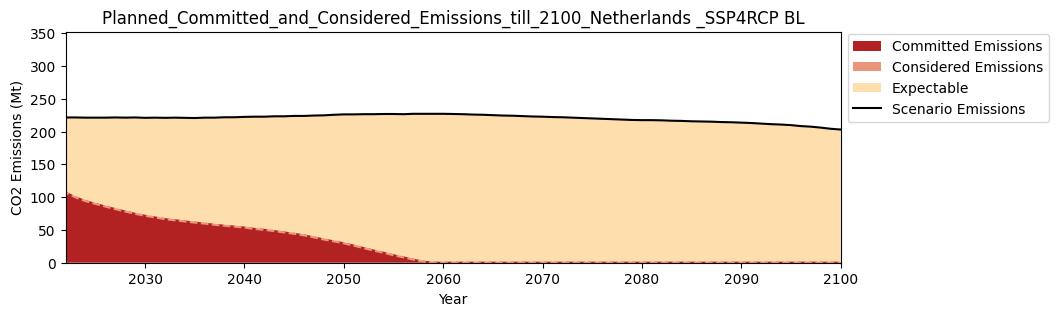 Planned_Committed_and_Considered_Emissions_till_2100_Netherlands _SSP4RCP BL
350
300
250
200
150
100
50
0
CO2 Emissions (Mt)
2030 2040 2050 2060 2070 2080 2090 2100
Year
Committed Emissions
Considered Emissions
Expectable
Scenario Emissions